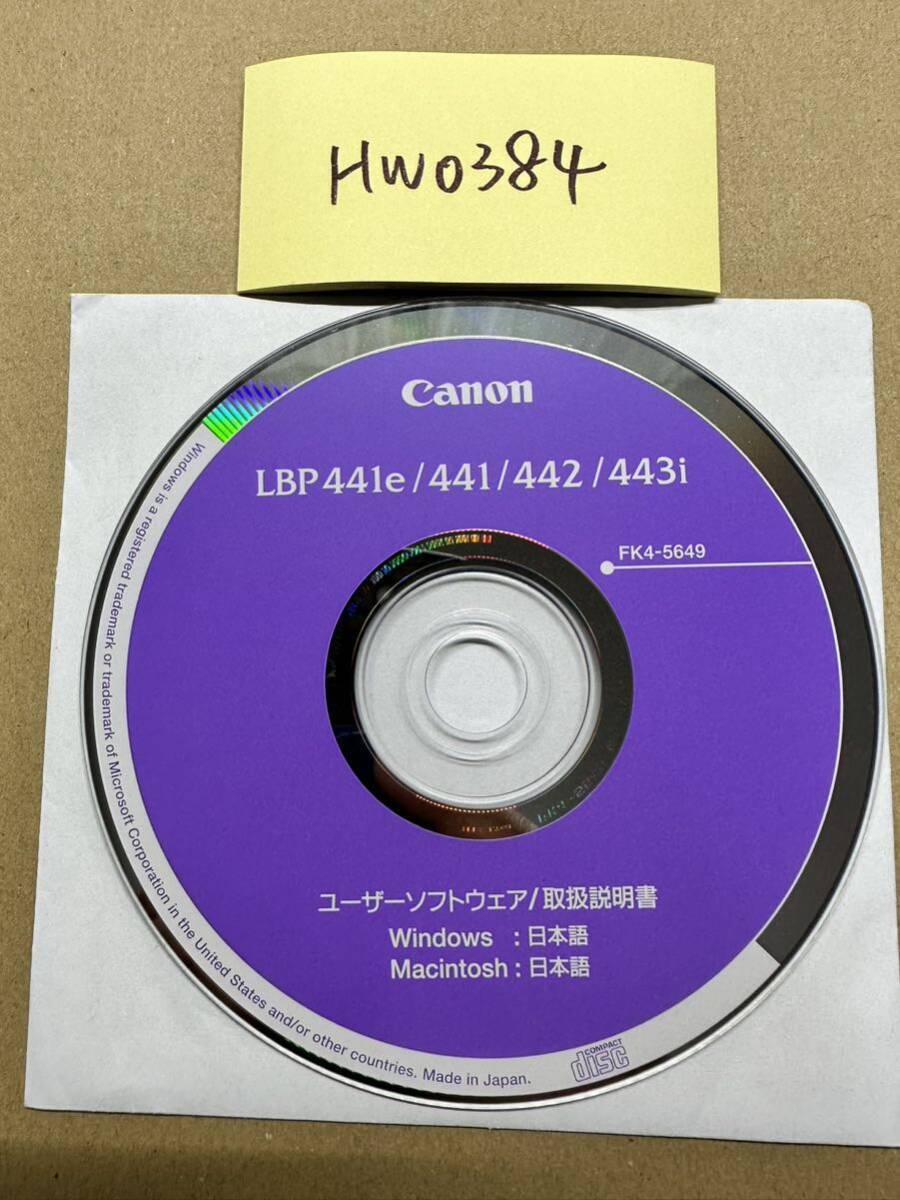 HW0384
Canon
LBP441e/441/442/443i
FK4-5649
ユーザーソフトウェア/取扱説明書
Windows :日本語
Macintosh:日本語
Windows is a registered trademark or trademark of Microsoft Corporation in the United States and/or other countries. Made in Japan.
COMPACT
disc